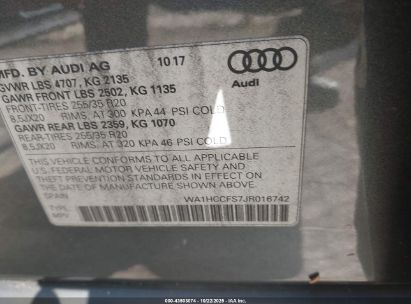 MFD. BY AUDI AG 10 17
GVWR LBS 4707, KG 2135
GAWR FRONT LBS 2502, KG 1135
FRONT-TIRES 255/35 R20
8.5JX20 RIMS, AT 300 KPA 44 PSI COLD
GAWR REAR LBS 2359, KG 1070
REAR-TIRES 255/35 R20
8.5JX20 RIMS, AT 320 KPA 46 PSI COLD
Audi
THIS VEHICLE CONFORMS TO ALL APPLICABLE
U.S. FEDERAL MOTOR VEHICLE SAFETY AND
THEFT PREVENTION STANDARDS IN EFFECT ON
THE DATE OF MANUFACTURE SHOWN ABOVE.
SPAIN WA1HCCFS7JR016742
TYPE
MPV